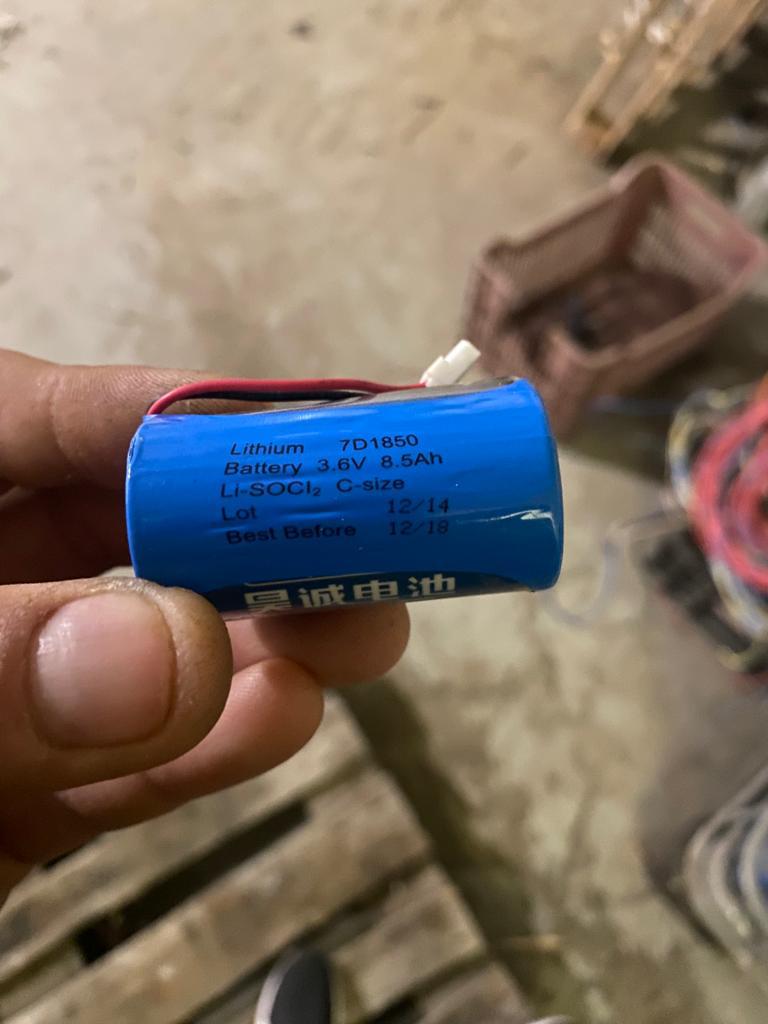 Lithium 7D1850
Battery 3.6V 8.5Ah
Li-SOCl₂ C-size
Lot 12/14
Best Before 12/18
昊诚电池